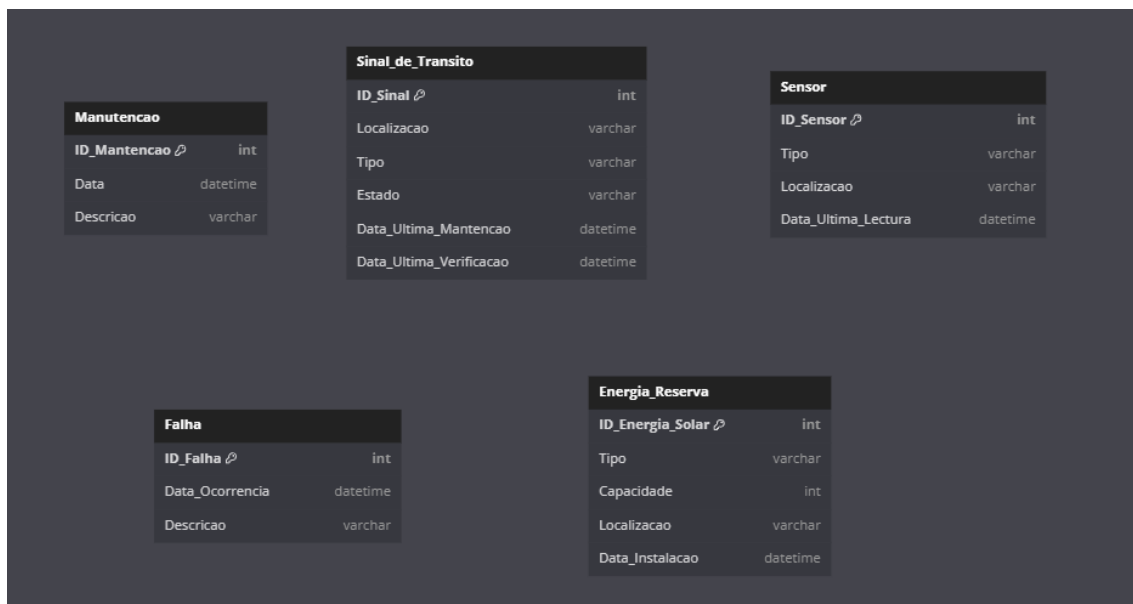 Manutencao
ID_Mantencao int
Data datetime
Descricao varchar
Sinal_de_Transito
ID_Sinal int
Localizacao varchar
Tipo varchar
Estado varchar
Data_Ultima_Mantencao datetime
Data_Ultima_Verificacao datetime
Sensor
ID_Sensor int
Tipo varchar
Localizacao varchar
Data_Ultima_Lectura datetime
Falha
ID_Falha int
Data_Ocorrencia datetime
Descricao varchar
Energia_Reserva
ID_Energia_Solar int
Tipo varchar
Capacidade int
Localizacao varchar
Data_Instalacao datetime